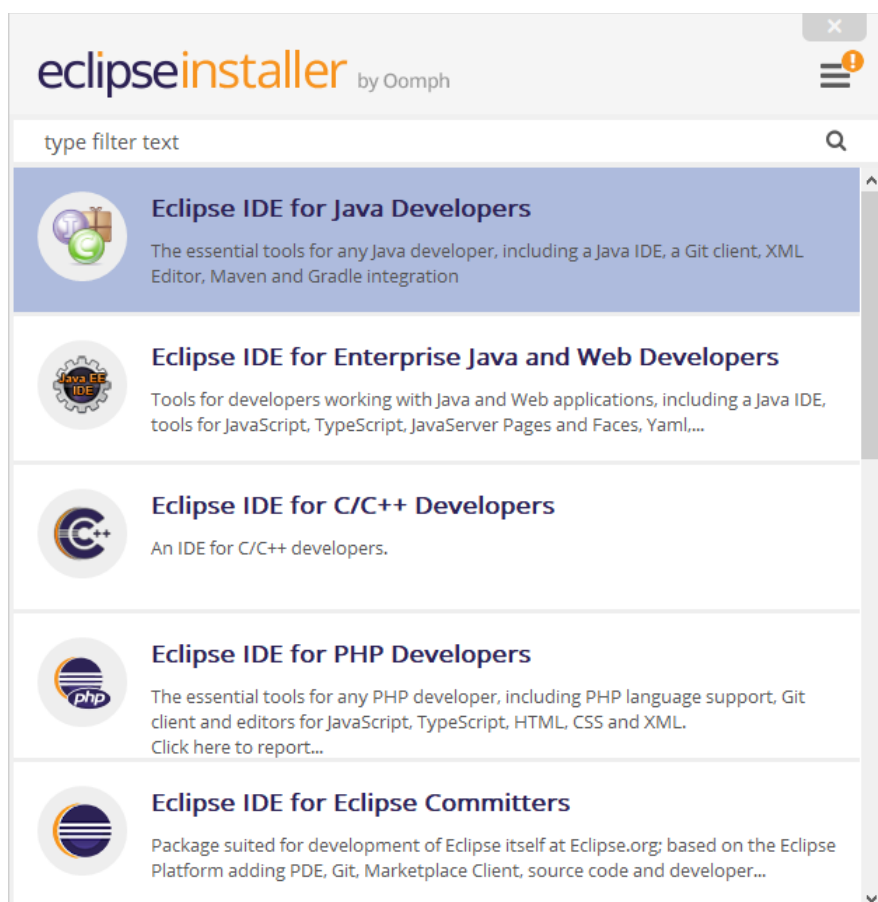 eclipseinstaller by Oomph
type filter text
Eclipse IDE for Java Developers
The essential tools for any Java developer, including a Java IDE, a Git client, XML
Editor, Maven and Gradle integration
Java EE
IDE
Eclipse IDE for Enterprise Java and Web Developers
Tools for developers working with Java and Web applications, including a Java IDE,
tools for JavaScript, TypeScript, JavaServer Pages and Faces, Yaml,...
C++
Eclipse IDE for C/C++ Developers
An IDE for C/C++ developers.
php
Eclipse IDE for PHP Developers
The essential tools for any PHP developer, including PHP language support, Git
client and editors for JavaScript, TypeScript, HTML, CSS and XML.
Click here to report...
Eclipse IDE for Eclipse Committers
Package suited for development of Eclipse itself at Eclipse.org; based on the Eclipse
Platform adding PDE, Git, Marketplace Client, source code and developer...